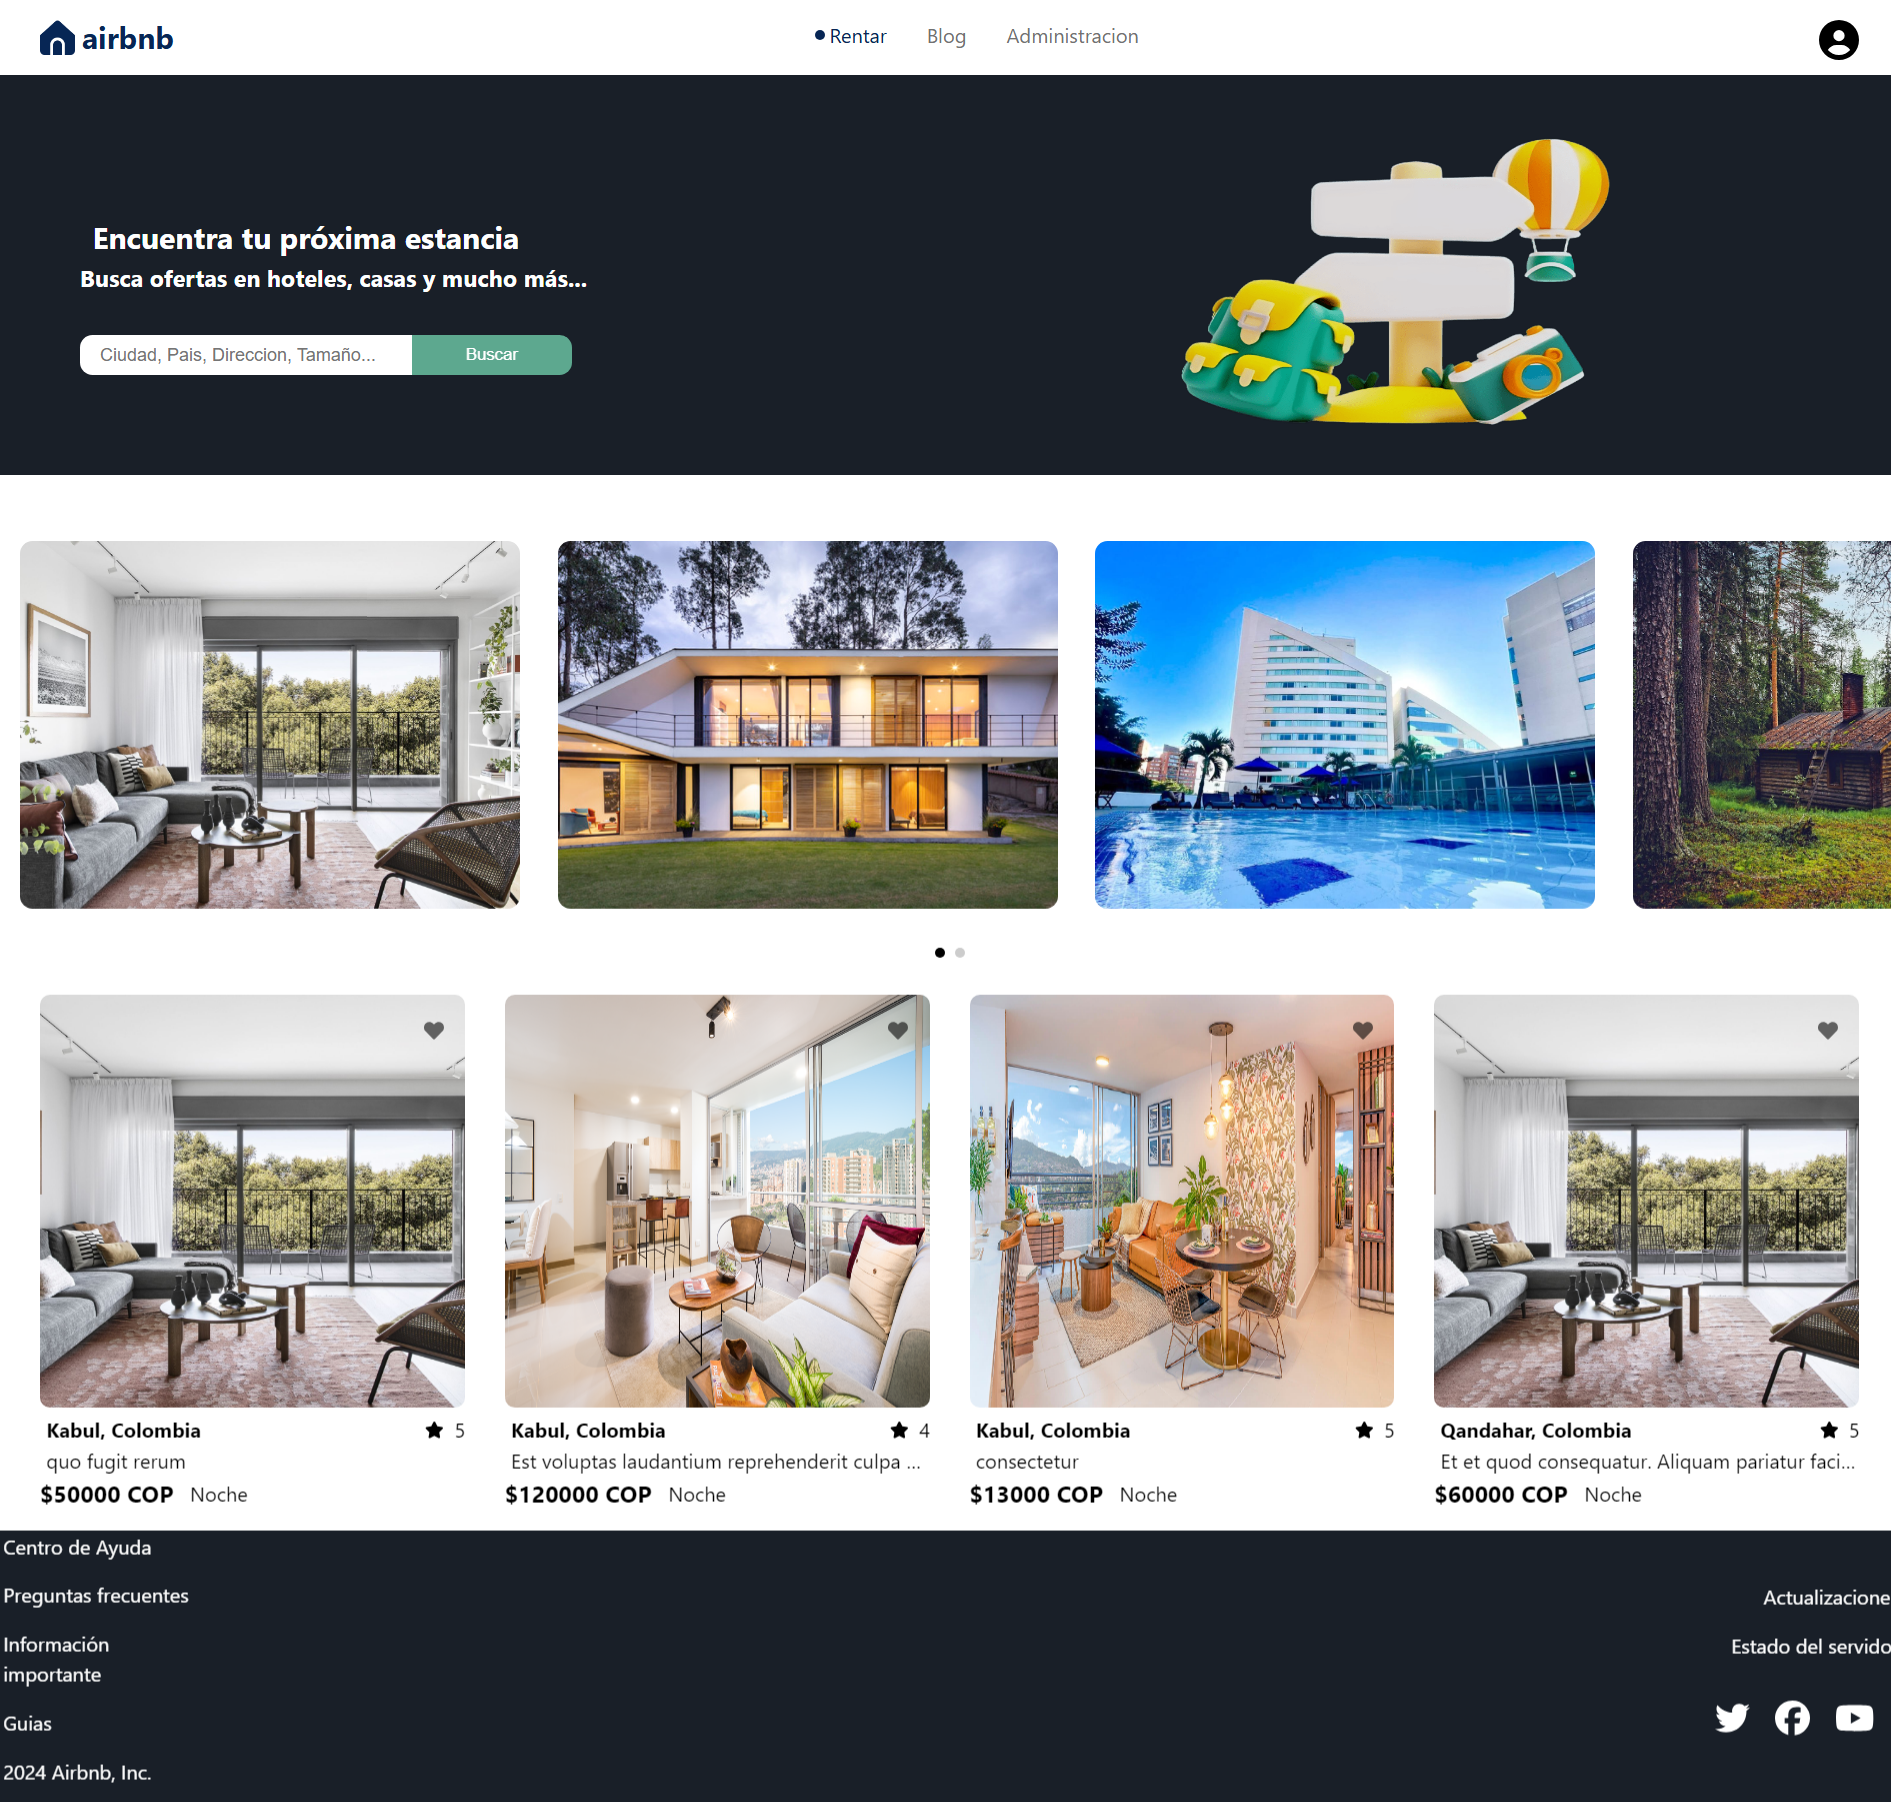 airbnb
Rentar
Blog
Administracion
Encuentra tu próxima estancia
Busca ofertas en hoteles, casas y mucho más...
Ciudad, Pais, Direccion, Tamaño...
Buscar
Kabul, Colombia
5
quo fugit rerum
$50000 COP Noche
Kabul, Colombia
4
Est voluptas laudantium reprehenderit culpa ...
$120000 COP Noche
Kabul, Colombia
5
consectetur
$13000 COP Noche
Qandahar, Colombia
5
Et et quod consequatur. Aliquam pariatur faci...
$60000 COP Noche
Centro de Ayuda
Preguntas frecuentes
Información
importante
Guias
2024 Airbnb, Inc.
Actualizacione
Estado del servido